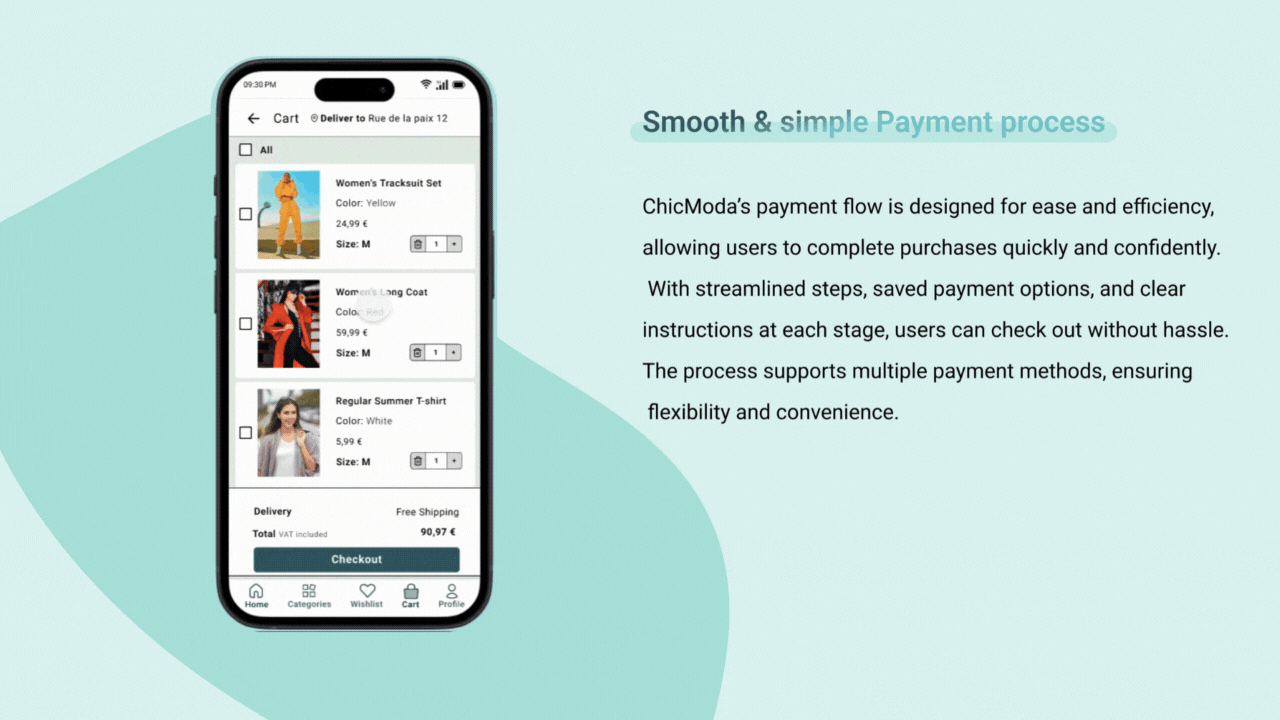 09:30 PM
Cart Deliver to Rue de la paix 12
All
Women's Tracksuit Set
Color: Yellow
24,99 €
Size: M
1 +
Women's Long Coat
Color: Red
59,99 €
Size: M
1 +
Regular Summer T-shirt
Color: White
5,99 €
Size: M
1 +
Delivery Free Shipping
Total VAT included 90,97 €
Checkout
Home Categories Wishlist Cart Profile
Smooth & simple Payment process
ChicModa’s payment flow is designed for ease and efficiency,
allowing users to complete purchases quickly and confidently.
With streamlined steps, saved payment options, and clear
instructions at each stage, users can check out without hassle.
The process supports multiple payment methods, ensuring
flexibility and convenience.